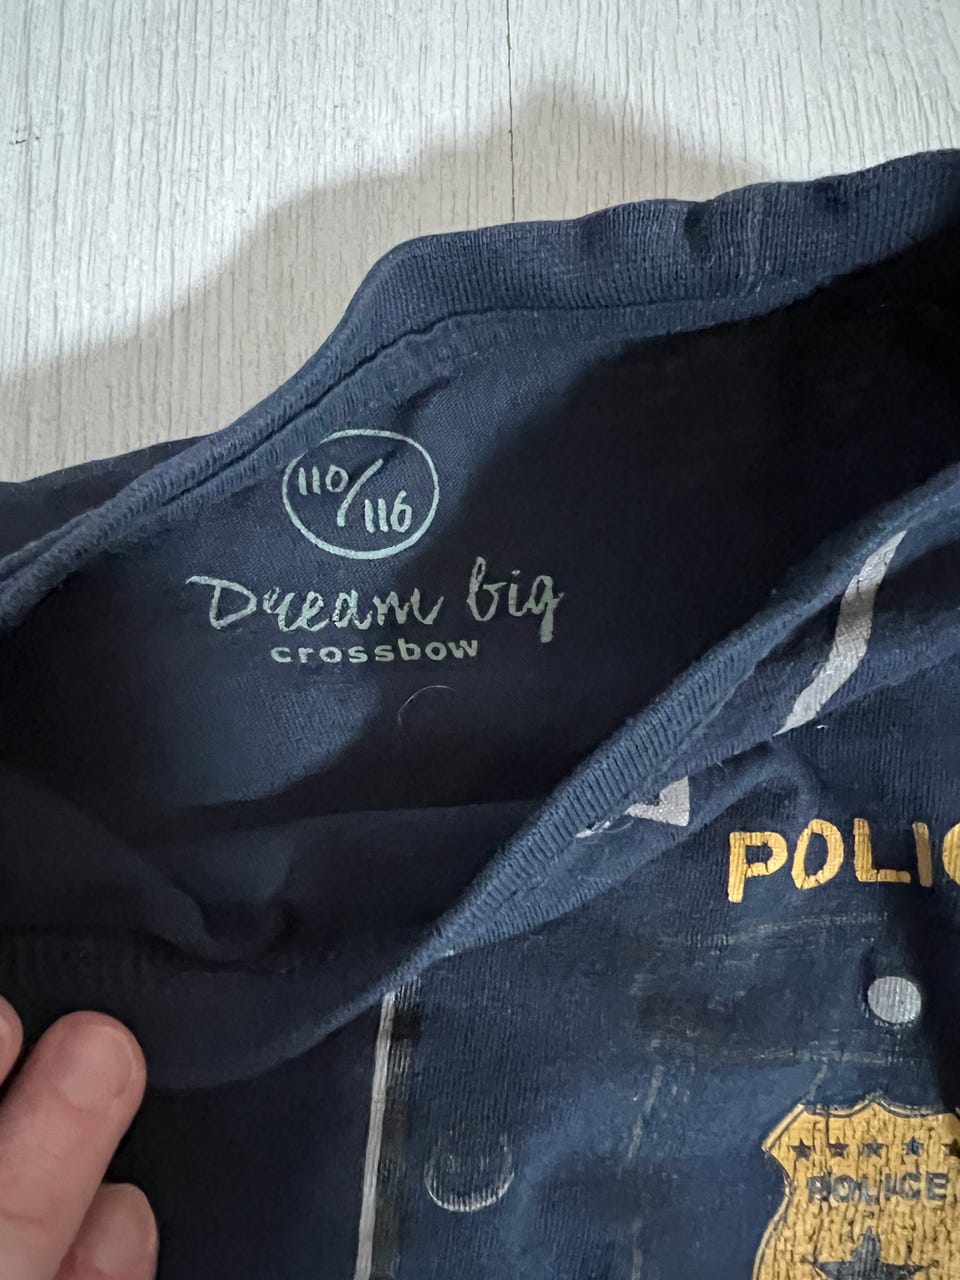 110/116
Dream big
crossbow
POLIC
POLICE